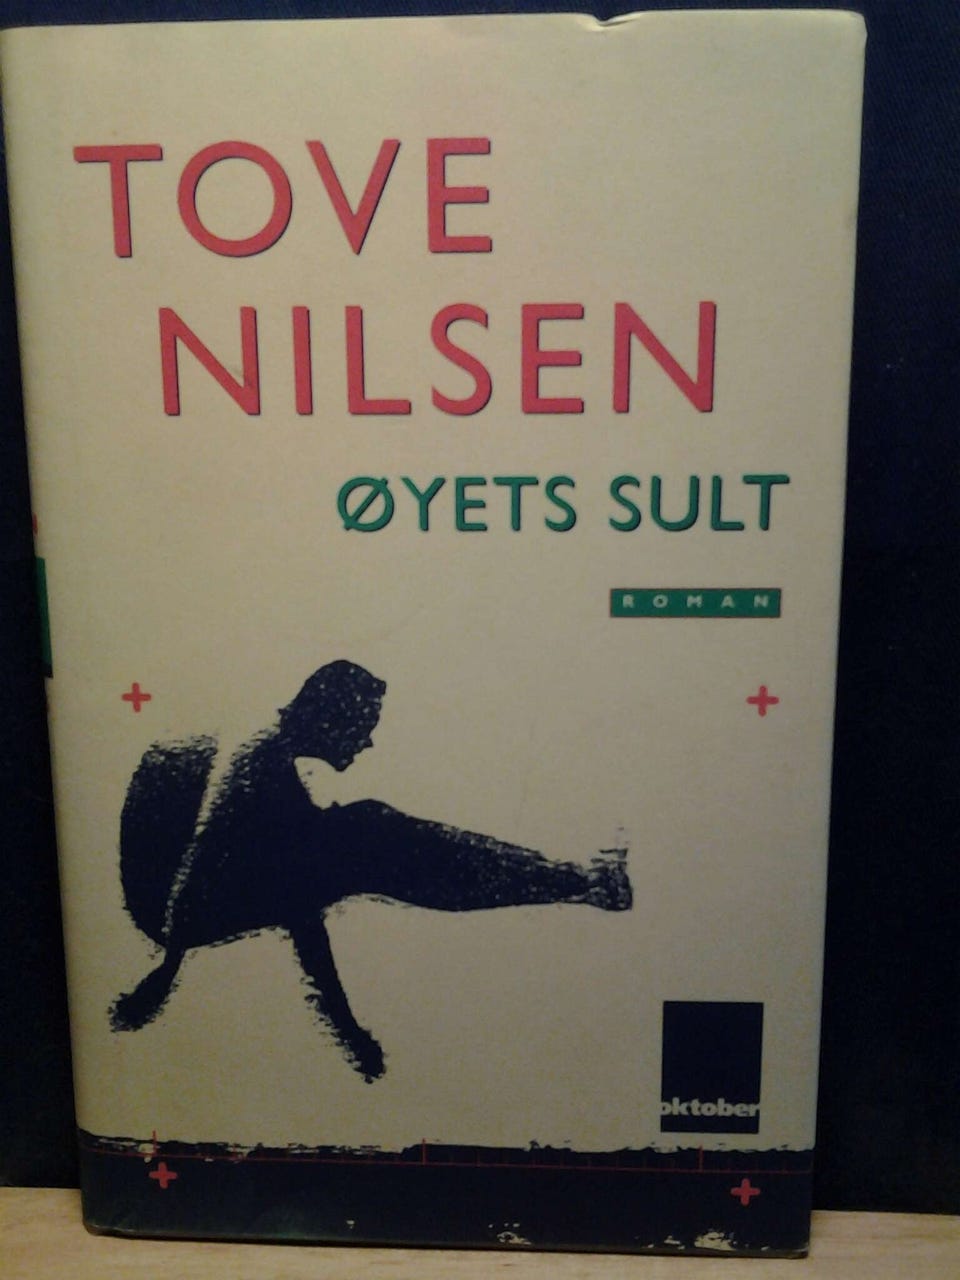 TOVE
NILSEN
ØYETS SULT
ROMAN
oktober